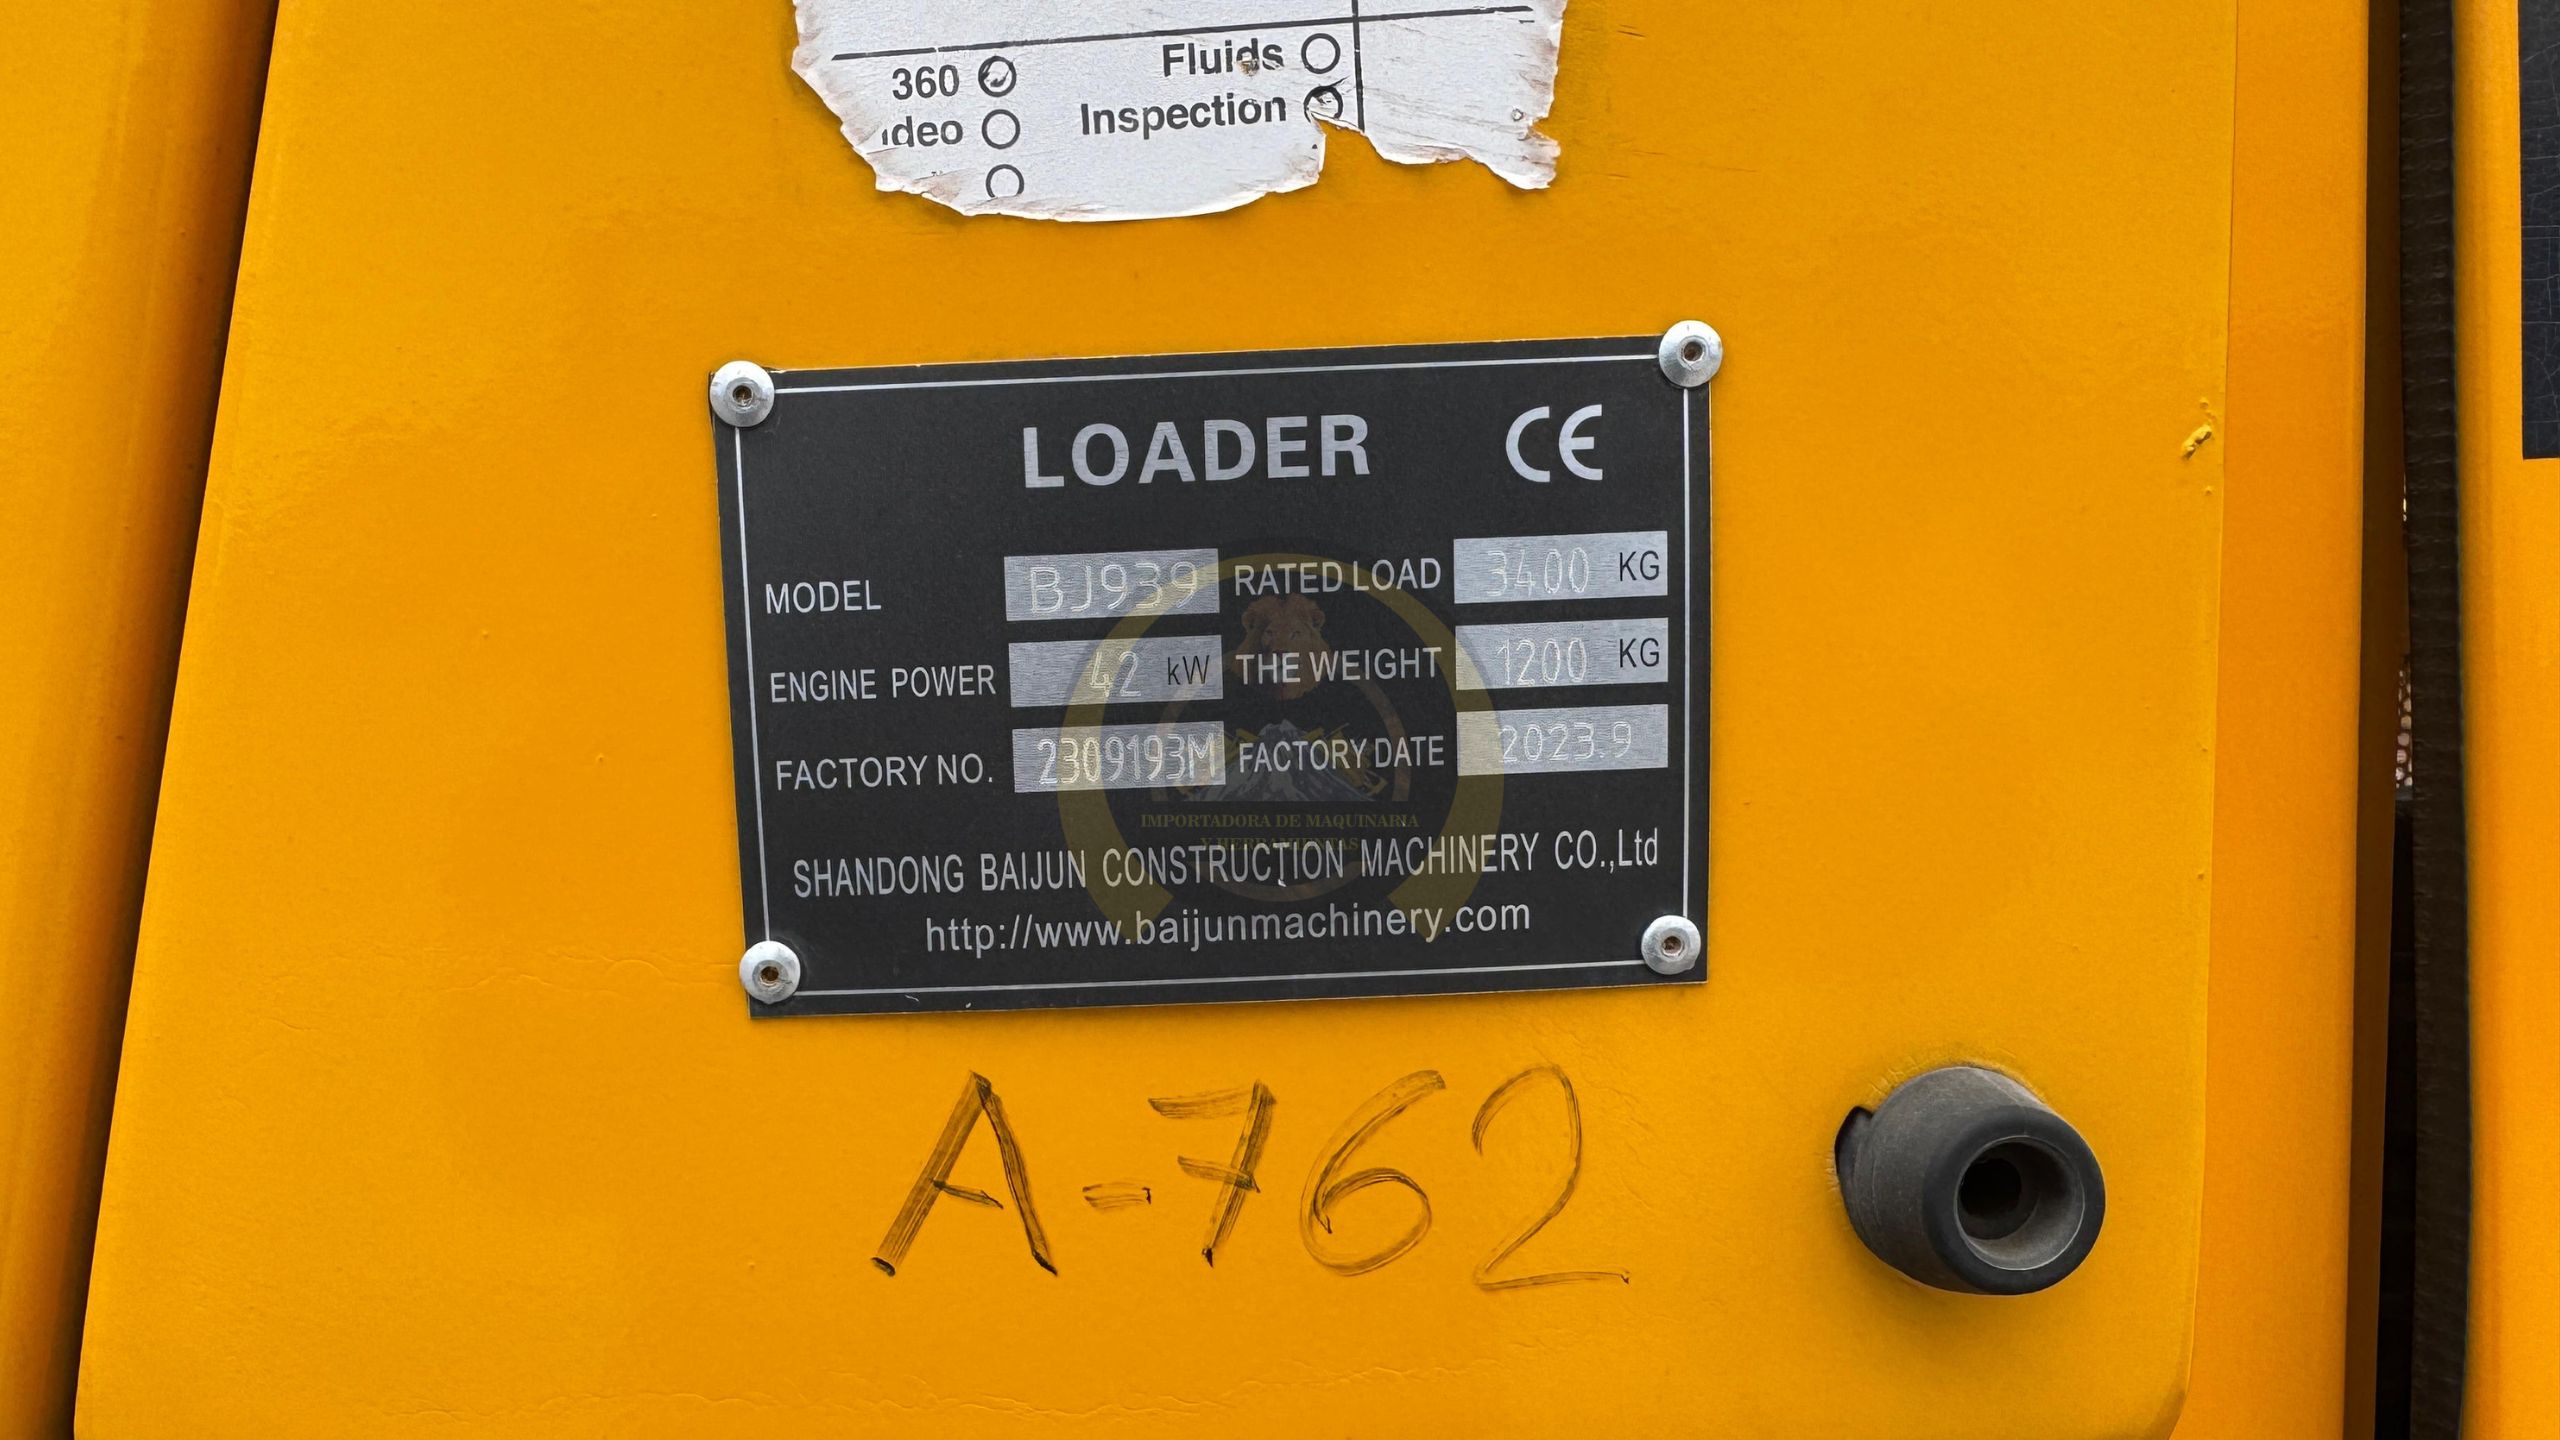 Fluids
360
Inspection
ideo
LOADER CE
MODEL BJ939 RATED LOAD 3400 KG
ENGINE POWER 42 kW THE WEIGHT 1200 KG
FACTORY NO. 2309193M FACTORY DATE 2023.9
IMPORTADORA DE MAQUINARIA
Y HERRAMIENTAS
SHANDONG BAIJUN CONSTRUCTION MACHINERY CO.,Ltd
http://www.baijunmachinery.com
A-762